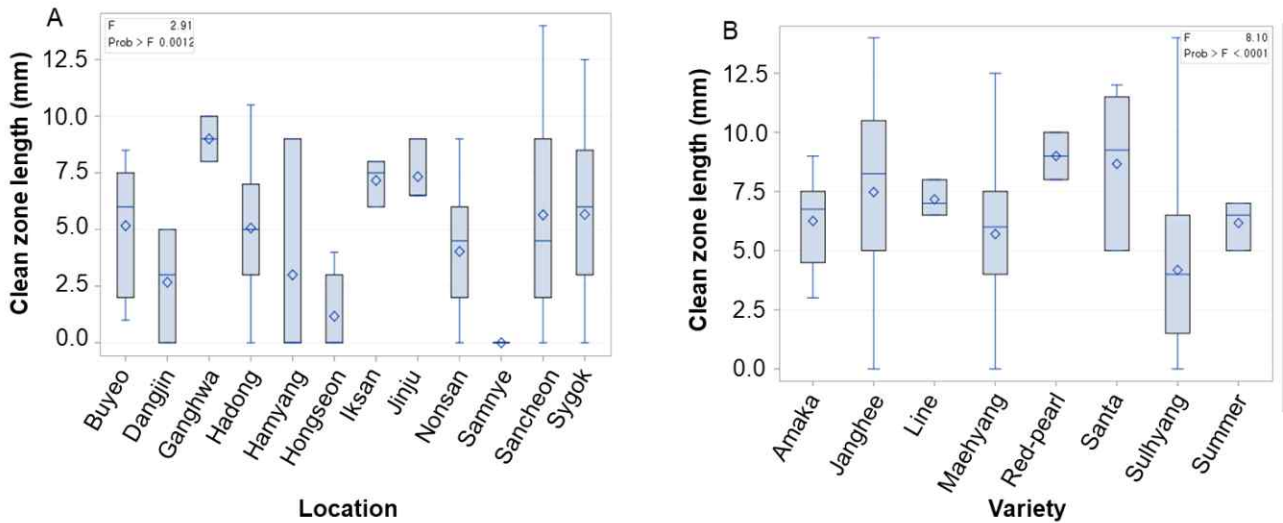 A
F 2.91
Prob > F 0.0012
Clean zone length (mm)
12.5
10.0
7.5
5.0
2.5
0.0
Buyeo
Dangjin
Ganghwa
Hadong
Hamyang
Hongseon
Iksan
Jinju
Nonsan
Samnye
Sancheon
Sygok
Location
B
F 8.10
Prob > F <.0001
Clean zone length (mm)
12.5
10.0
7.5
5.0
2.5
0.0
Amaka
Janghee
Line
Maehyang
Red-pearl
Santa
Sulhyang
Summer
Variety